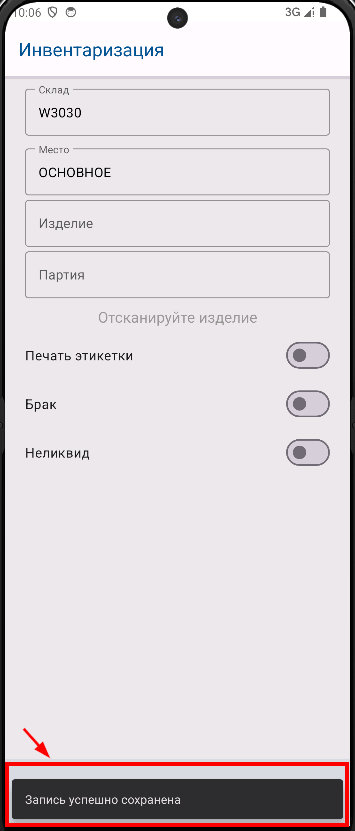 10:06
3G
Инвентаризация
Склад
W3030
Место
ОСНОВНОЕ
Изделие
Партия
Отсканируйте изделие
Печать этикетки
Брак
Неликвид
Запись успешно сохранена